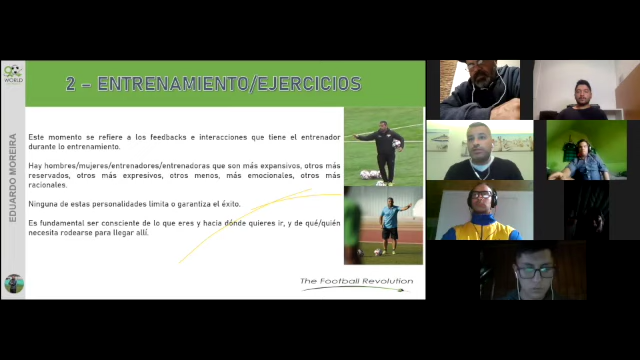 WORLD
2 – ENTRENAMIENTO/EJERCICIOS
EDUARDO MOREIRA
Este momento se refiere a los feedbacks e interacciones que tiene el entrenador
durante lo entrenamiento.
Hay hombres/mujeres/entrenadores/entrenadoras que son más expansivos, otros más
reservados, otros más expresivos, otros menos, más emocionales, otros más
racionales.
Ninguna de estas personalidades limita o garantiza el éxito.
Es fundamental ser consciente de lo que eres y hacia dónde quieres ir, y de qué/quién
necesita rodearse para llegar allí.
The Football Revolution